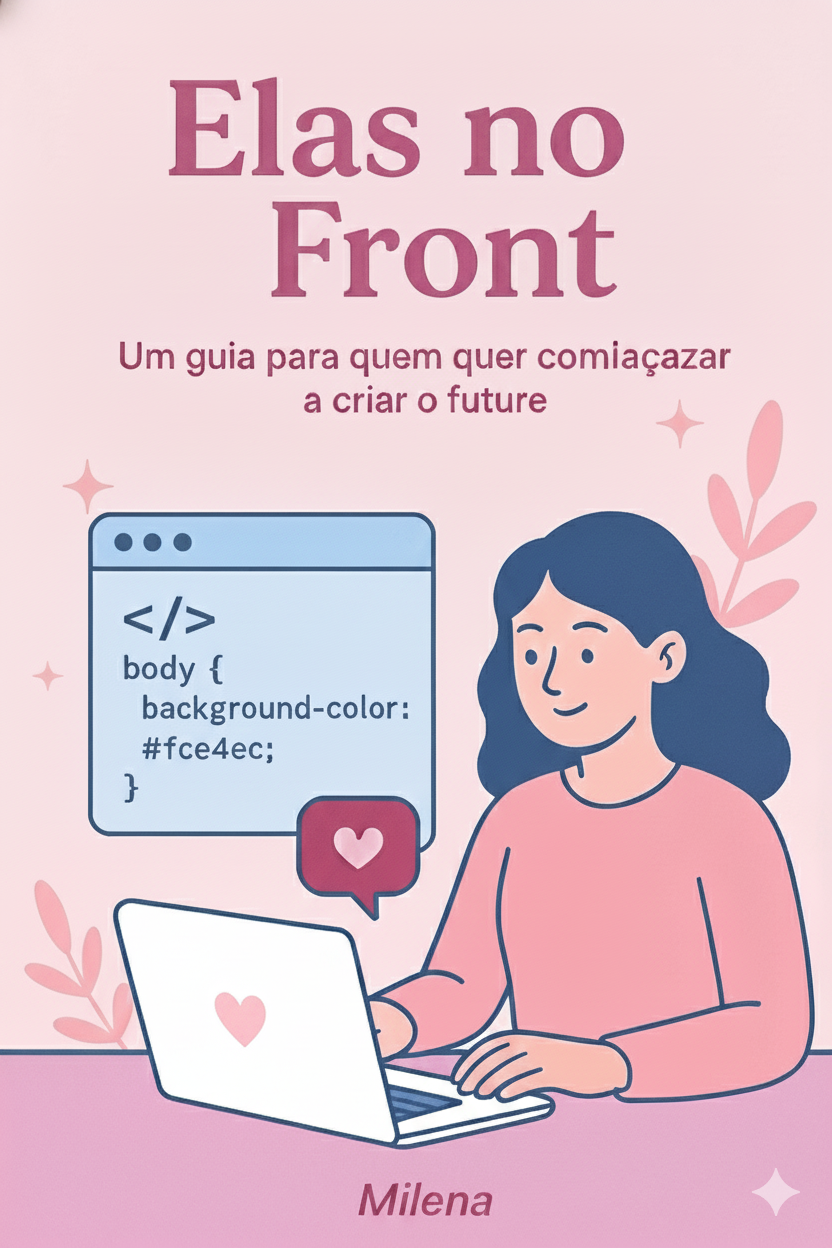 Elas no
Front
Um guia para quem quer comiaçazar
a criar o future
</>
body {
background-color:
#fce4ec;
}
Milena